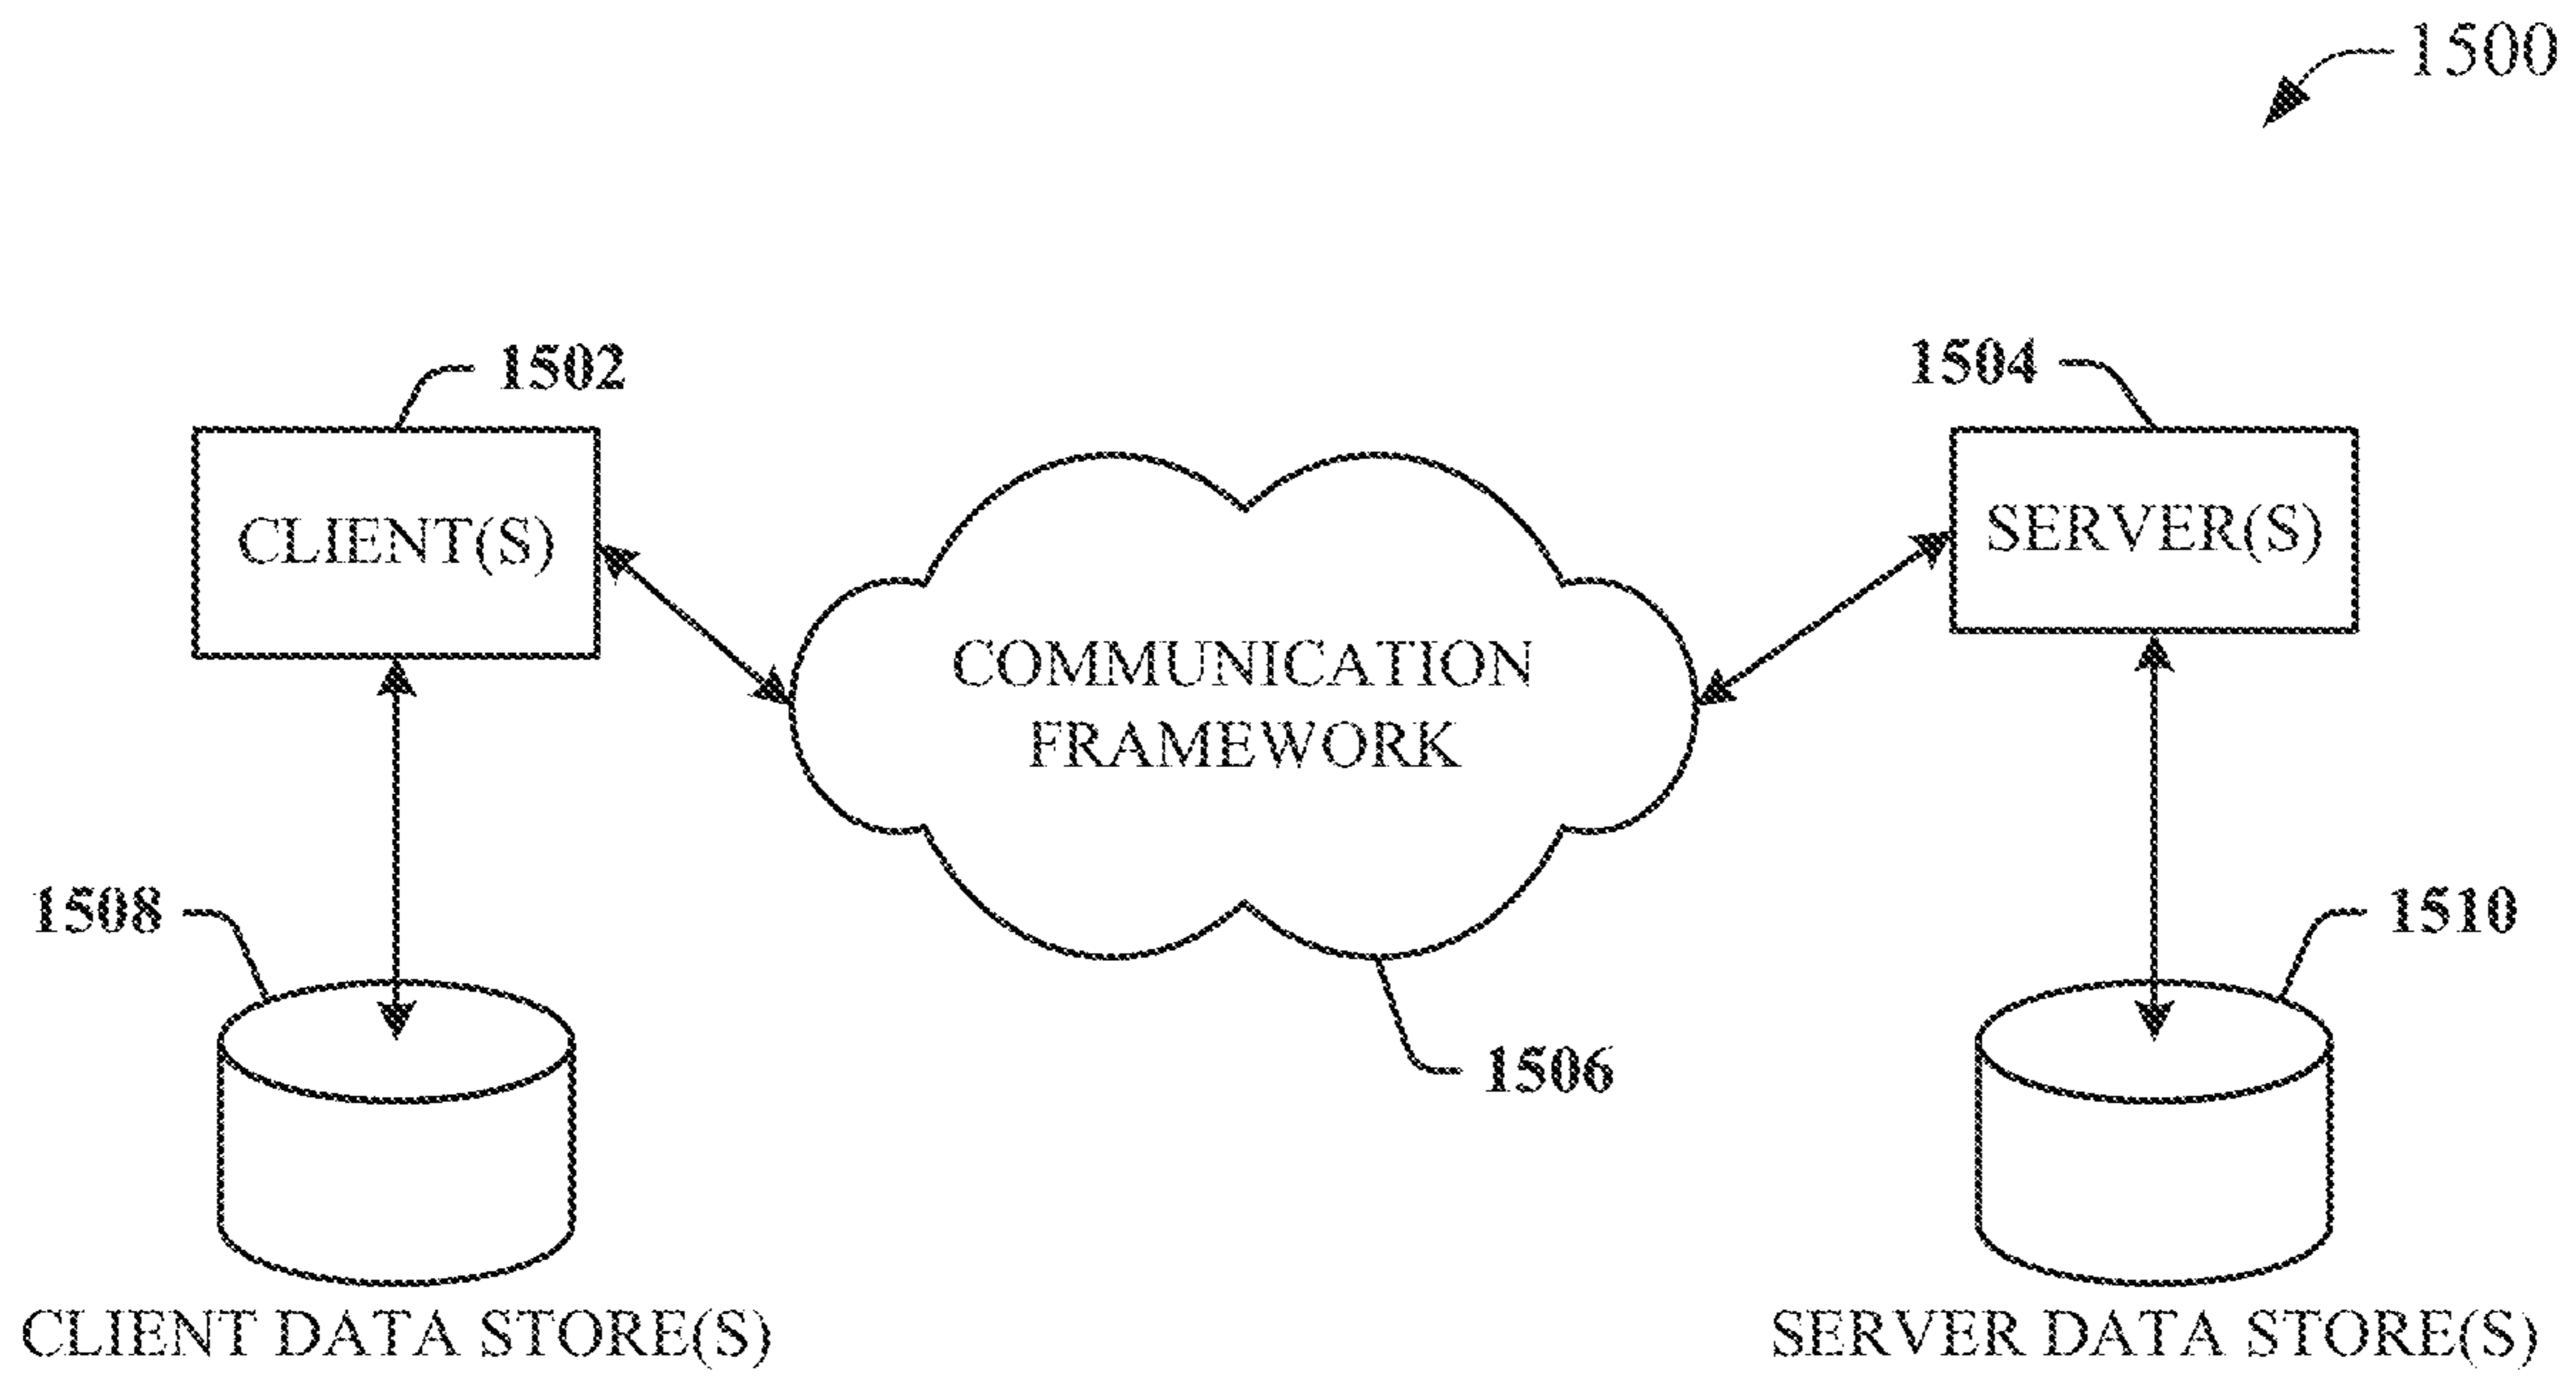 1500
1502
1504
CLIENT(S)
SERVER(S)
COMMUNICATION
FRAMEWORK
1508
1510
1506
CLIENT DATA STORE(S)
SERVER DATA STORE(S)